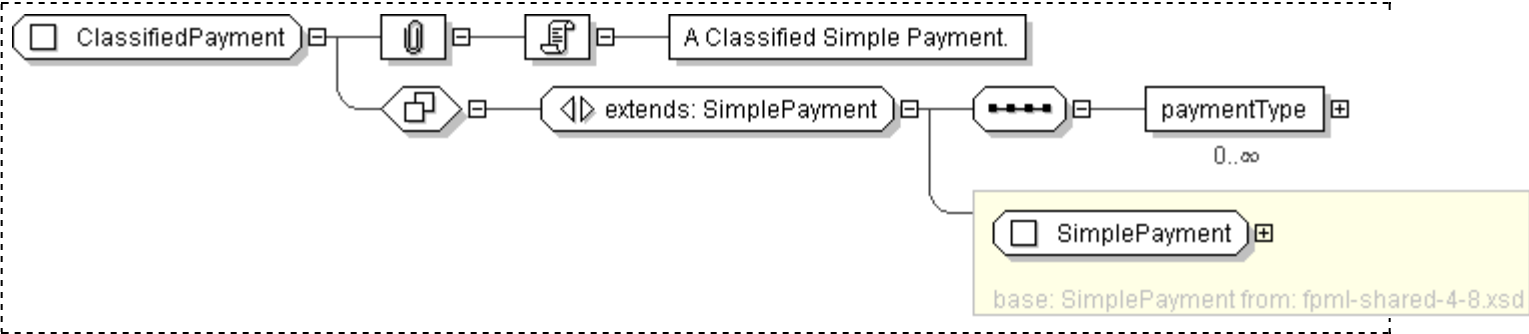 ClassifiedPayment
A Classified Simple Payment.
extends: SimplePayment
paymentType
0..∞
SimplePayment
base: SimplePayment from: fpml-shared-4-8.xsd